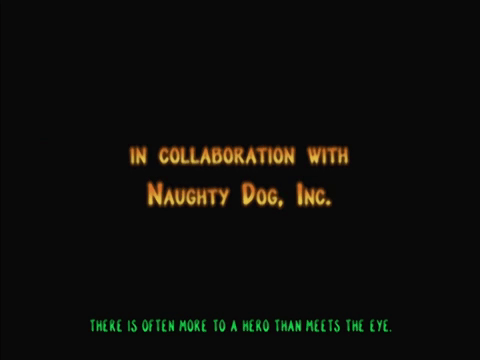 IN COLLABORATION WITH
NAUGHTY DOG, INC.
THERE IS OFTEN MORE TO A HERO THAN MEETS THE EYE.